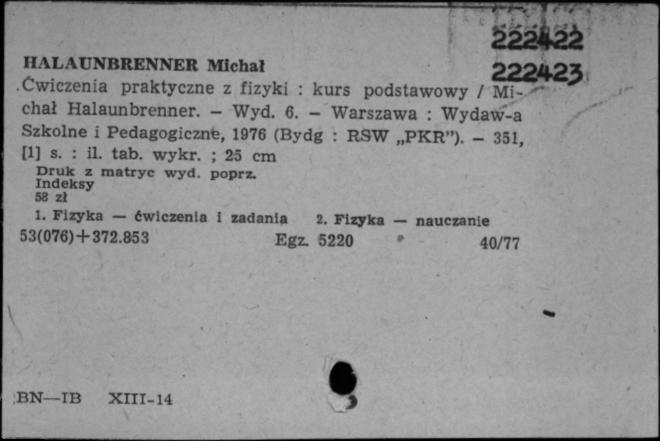 222422
HALAUNBRENNER Michał
222423
Ćwiczenia praktyczne z fizyki : kurs podstawowy / Mi-
chał Halaunbrenner. — Wyd. 6. — Warszawa : Wydaw-a
Szkolne i Pedagogiczne, 1976 (Bydg : RSW „PKR”). — 351,
[1] s. : il. tab. wykr. ; 25 cm
Druk z matryc wyd. poprz.
Indeksy
58 zł
1. Fizyka — ćwiczenia i zadania 2. Fizyka — nauczanie
53(076)+372.853 Egz. 5220 40/77
BN—IB XIII-14